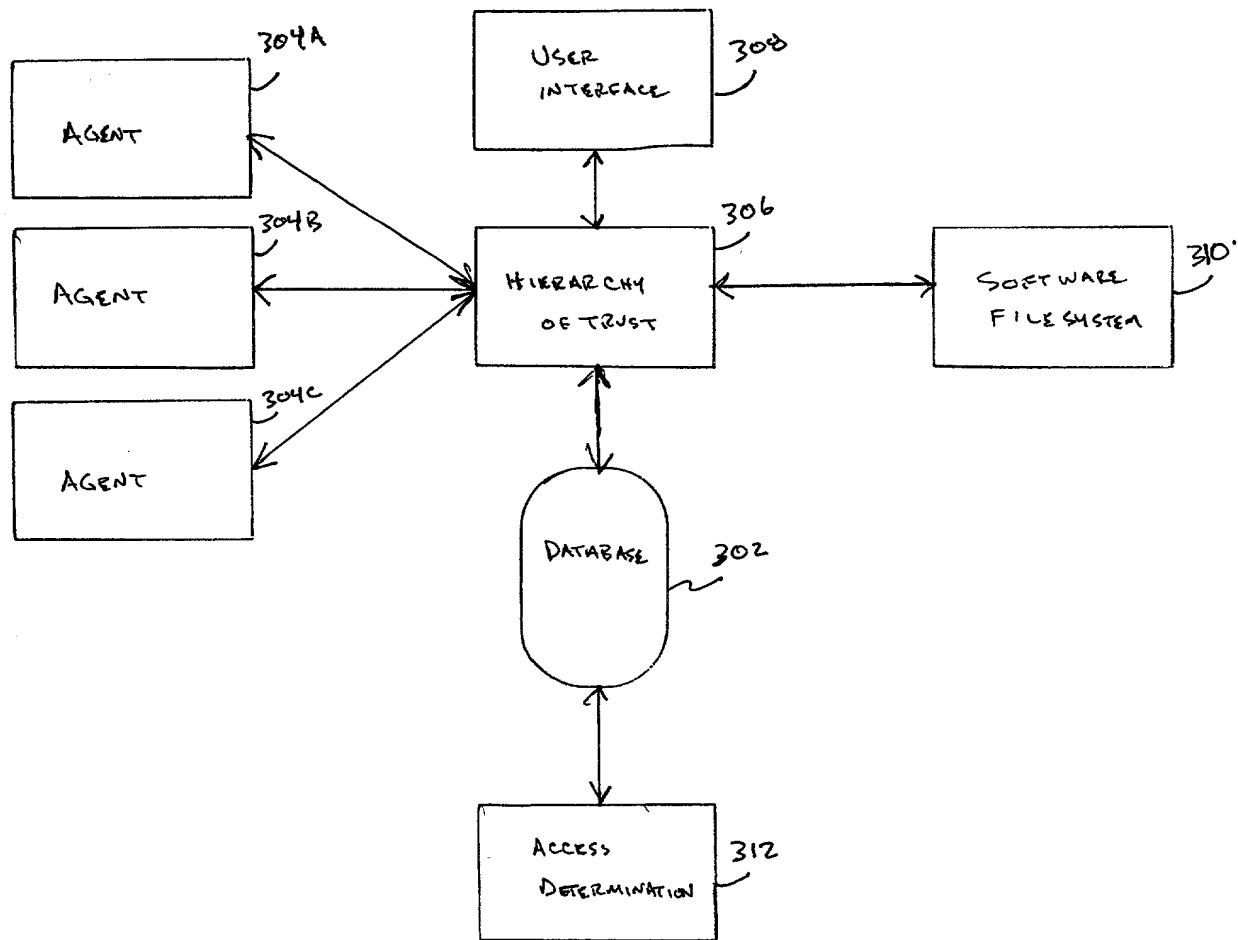 304A
AGENT
304B
AGENT
304C
AGENT
USER
INTERFACE
308
306
HIERARCHY
OF TRUST
310
SOFTWARE
FILESYSTEM
DATABASE
302
ACCESS
DETERMINATION
312